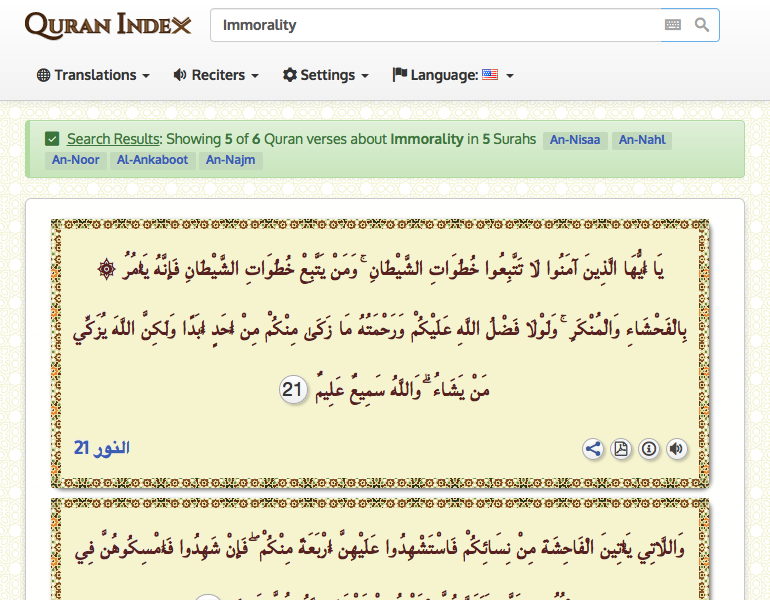 QURAN INDEX
Immorality
Translations
Reciters
Settings
Language:
Search Results: Showing 5 of 6 Quran verses about Immorality in 5 Surahs An-Nisaa An-Nahl
An-Noor Al-Ankaboot An-Najm
يَا أَيُّهَا الَّذِينَ آمَنُوا لَا تَتَّبِعُوا خُطُوَاتِ الشَّيْطَانِ ۚ وَمَنْ يَتَّبِعْ خُطُوَاتِ الشَّيْطَانِ فَإِنَّهُ يَأْمُرُ ۞
بِالْفَحْشَاءِ وَالْمُنْكَرِ ۚ وَلَوْلَا فَضْلُ اللَّهِ عَلَيْكُمْ وَرَحْمَتُهُ مَا زَكَىٰ مِنْكُمْ مِنْ أَحَدٍ أَبَدًا وَلَٰكِنَّ اللَّهَ يُزَكِّي
مَنْ يَشَاءُ ۗ وَاللَّهُ سَمِيعٌ عَلِيمٌ 21
النور 21
وَاللَّاتِي يَأْتِينَ الْفَاحِشَةَ مِنْ نِسَائِكُمْ فَاسْتَشْهِدُوا عَلَيْهِنَّ أَرْبَعَةً مِنْكُمْ ۖ فَإِنْ شَهِدُوا فَأَمْسِكُوهُنَّ فِي